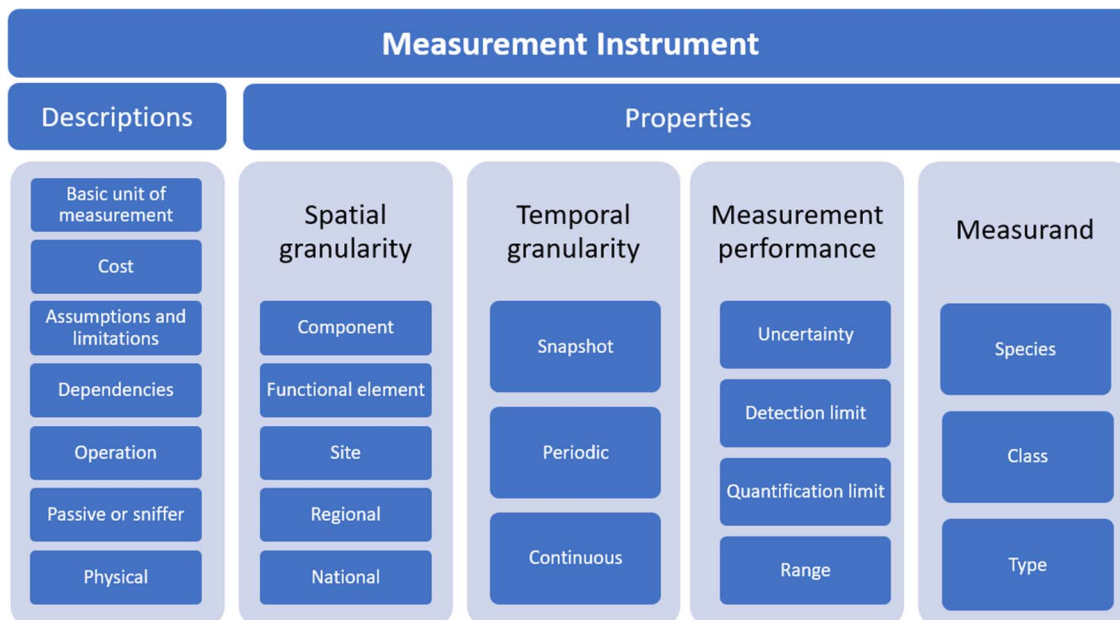 Measurement Instrument
Descriptions
Properties
Basic unit of
measurement
Cost
Assumptions and
limitations
Dependencies
Operation
Passive or sniffer
Physical
Spatial
granularity
Component
Functional element
Site
Regional
National
Temporal
granularity
Snapshot
Periodic
Continuous
Measurement
performance
Uncertainty
Detection limit
Quantification limit
Range
Measurand
Species
Class
Type